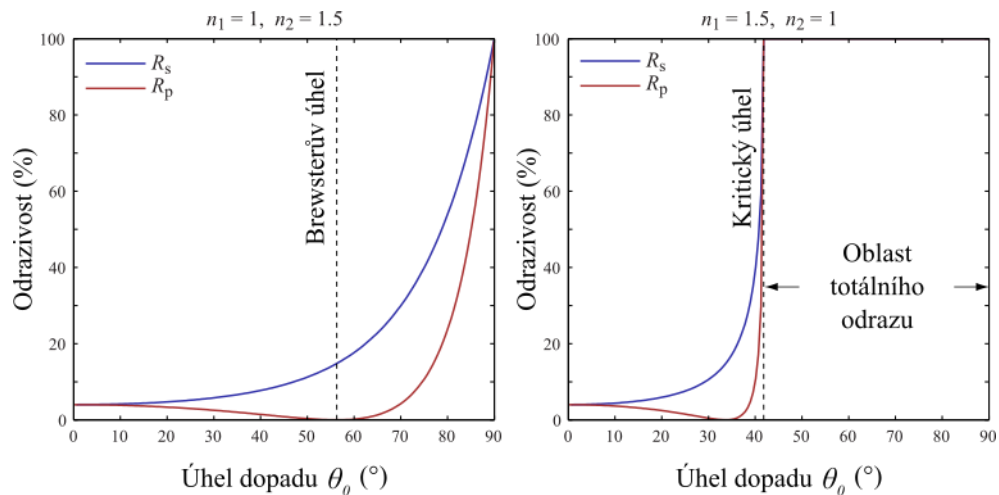 n₁ = 1, n₂ = 1.5
100
80
60
40
20
0
Odrazivost (%)
Rₛ
Rₚ
Brewsterův úhel
0 10 20 30 40 50 60 70 80 90
Úhel dopadu θ₀ (°)
n₁ = 1.5, n₂ = 1
100
80
60
40
20
0
Odrazivost (%)
Rₛ
Rₚ
Kritický úhel
Oblast
totálního
odrazu
0 10 20 30 40 50 60 70 80 90
Úhel dopadu θ₀ (°)